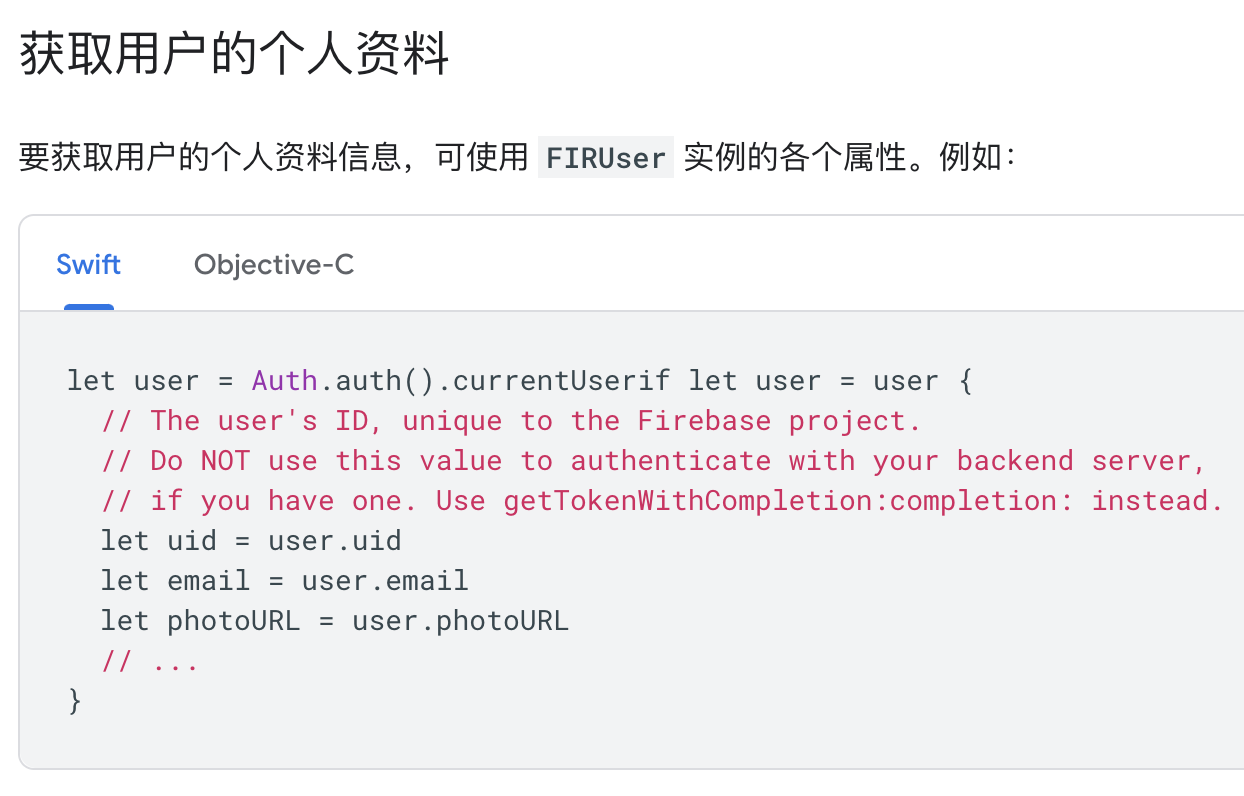 获取用户的个人资料
要获取用户的个人资料信息，可使用 FIRUser 实例的各个属性。例如：
Swift Objective-C
let user = Auth.auth().currentUserif let user = user {
  // The user's ID, unique to the Firebase project.
  // Do NOT use this value to authenticate with your backend server,
  // if you have one. Use getTokenWithCompletion:completion: instead.
  let uid = user.uid
  let email = user.email
  let photoURL = user.photoURL
  // ...
}